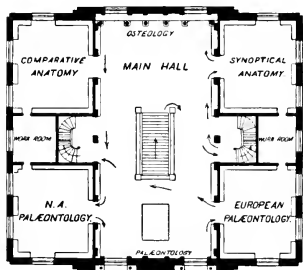 OSTEOLOGY
COMPARATIVE
ANATOMY
MAIN HALL
SYNOPTICAL
ANATOMY
WORK ROOM
WORK ROOM
N.A.
PALÆONTOLOGY.
EUROPEAN
PALÆONTOLOGY.
PALÆONTOLOGY